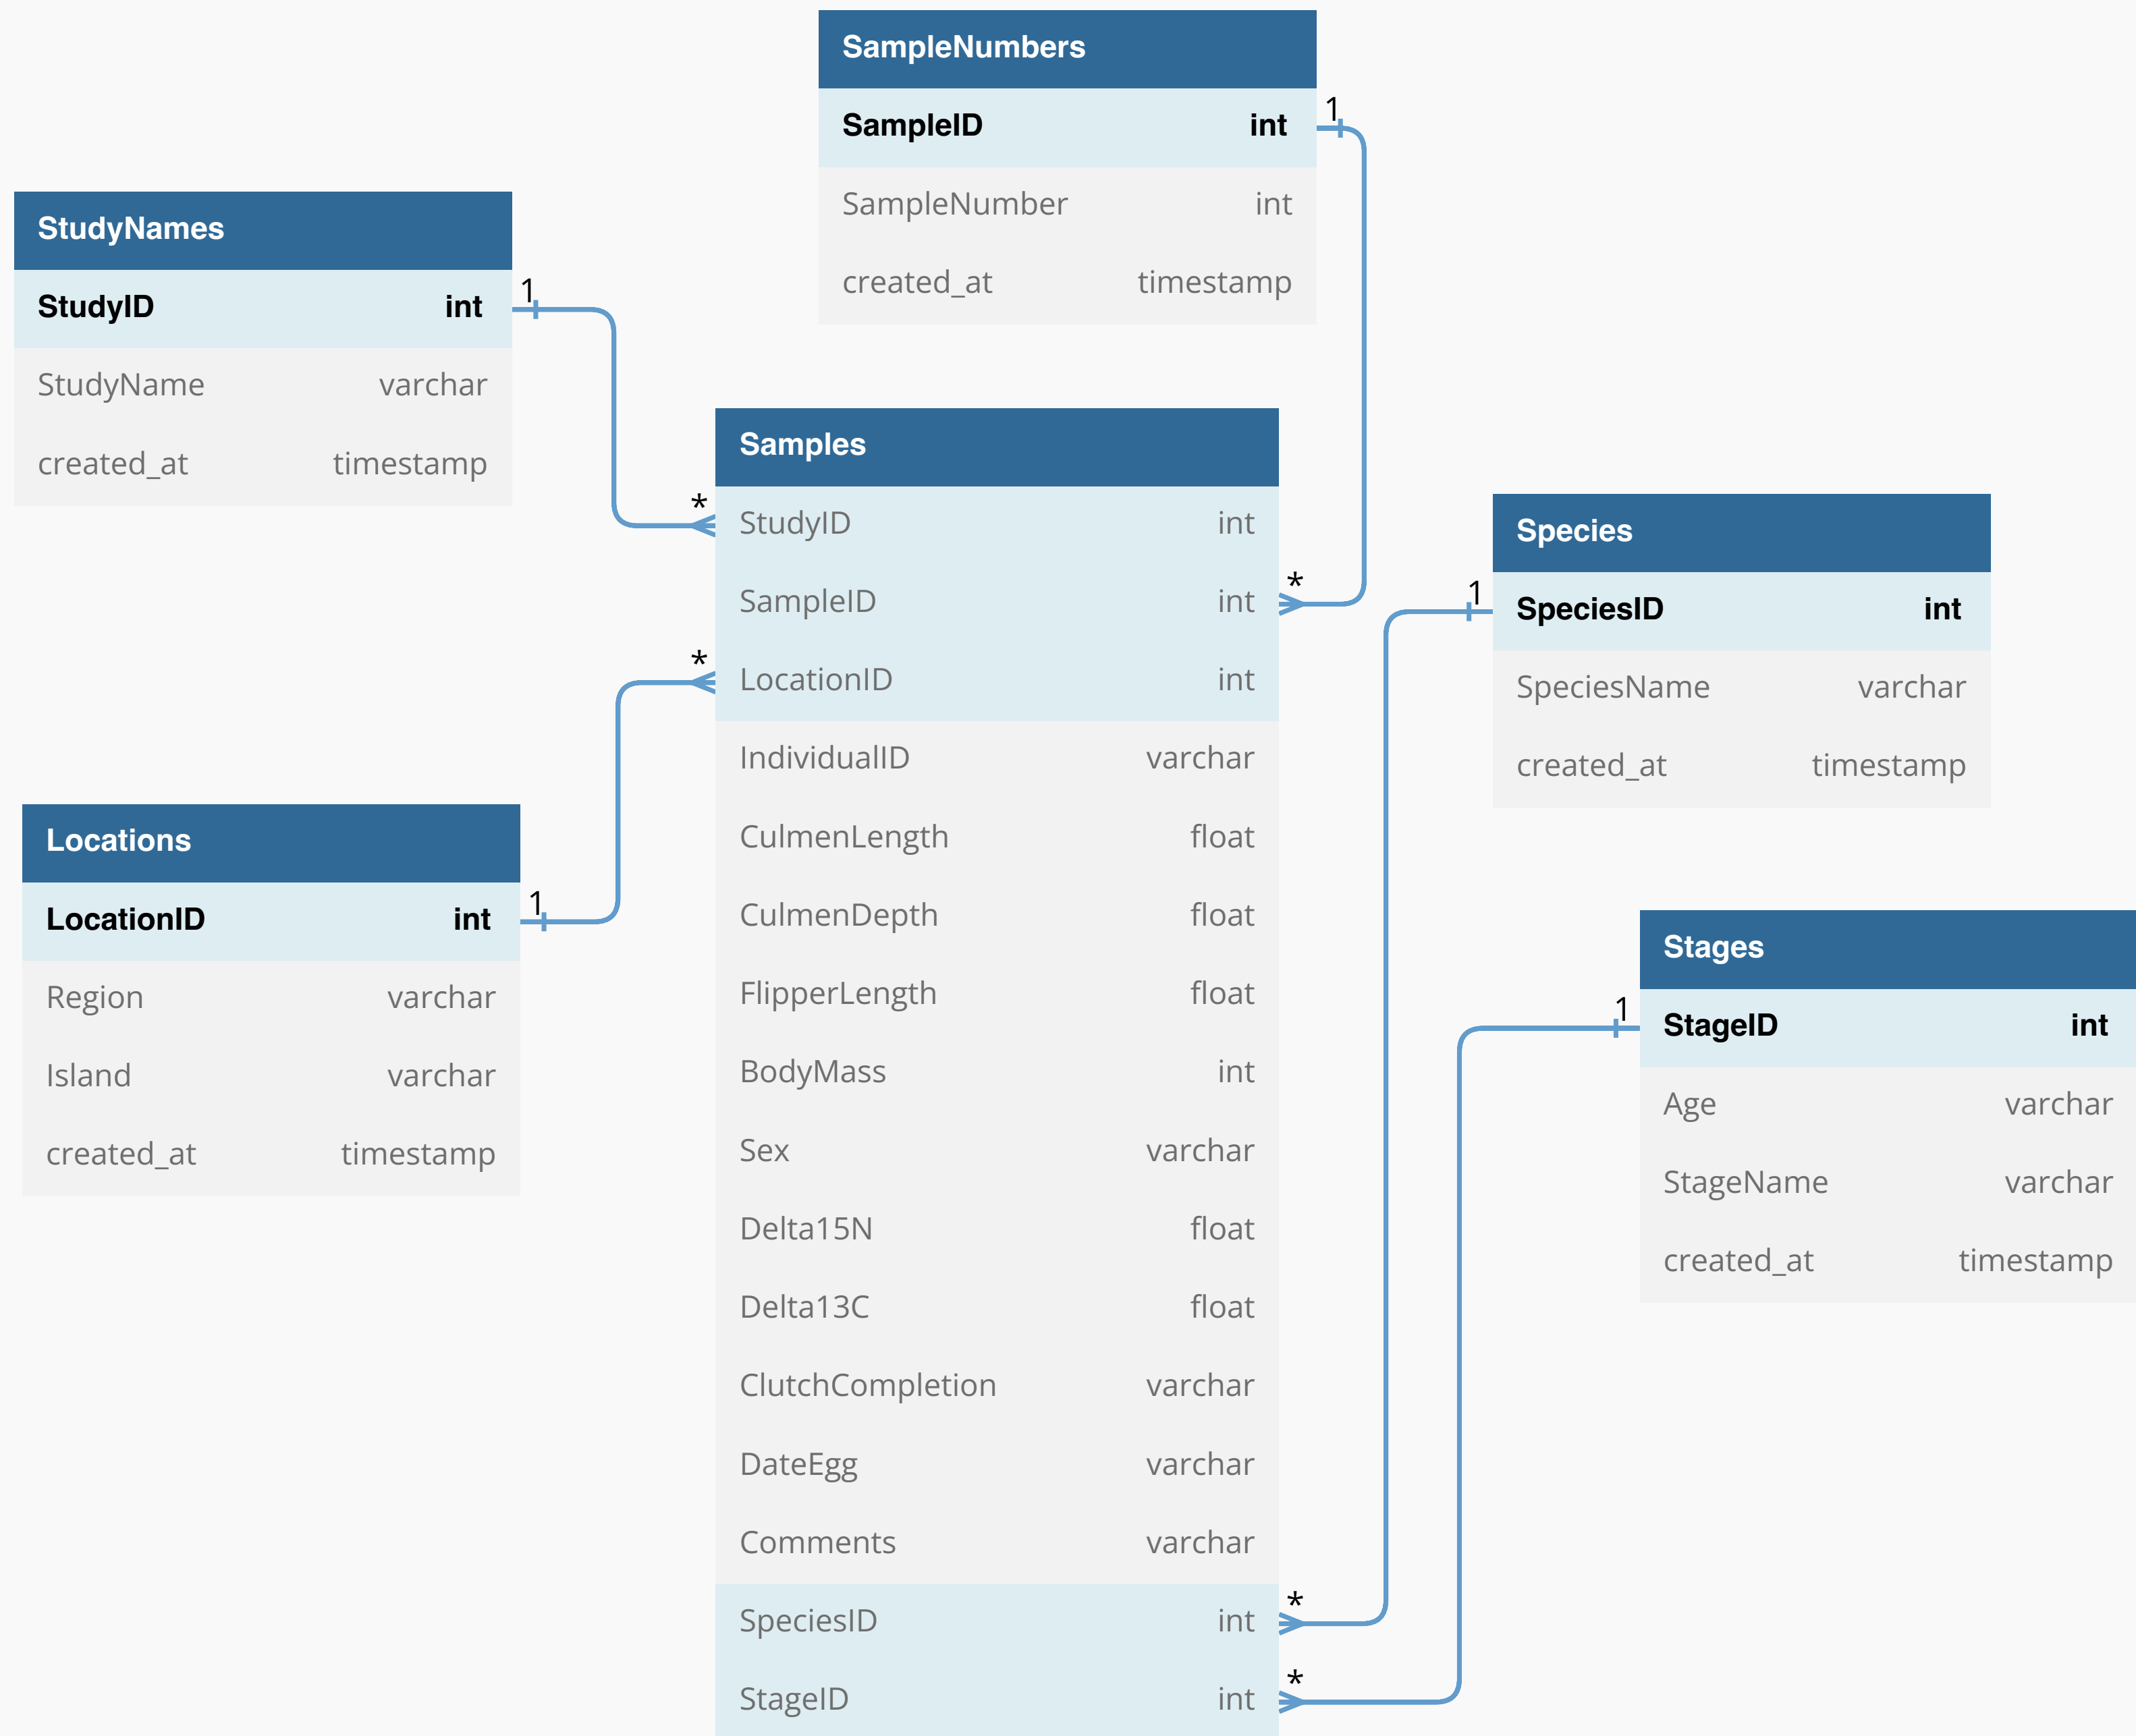 SampleNumbers
SampleID int
SampleNumber int
created_at timestamp
1
StudyNames
StudyID int
StudyName varchar
created_at timestamp
1
Samples
StudyID int
SampleID int
LocationID int
IndividualID varchar
CulmenLength float
CulmenDepth float
FlipperLength float
BodyMass int
Sex varchar
Delta15N float
Delta13C float
ClutchCompletion varchar
DateEgg varchar
Comments varchar
SpeciesID int
StageID int
*
*
*
*
*
Species
SpeciesID int
SpeciesName varchar
created_at timestamp
1
Locations
LocationID int
Region varchar
Island varchar
created_at timestamp
1
Stages
StageID int
Age varchar
StageName varchar
created_at timestamp
1